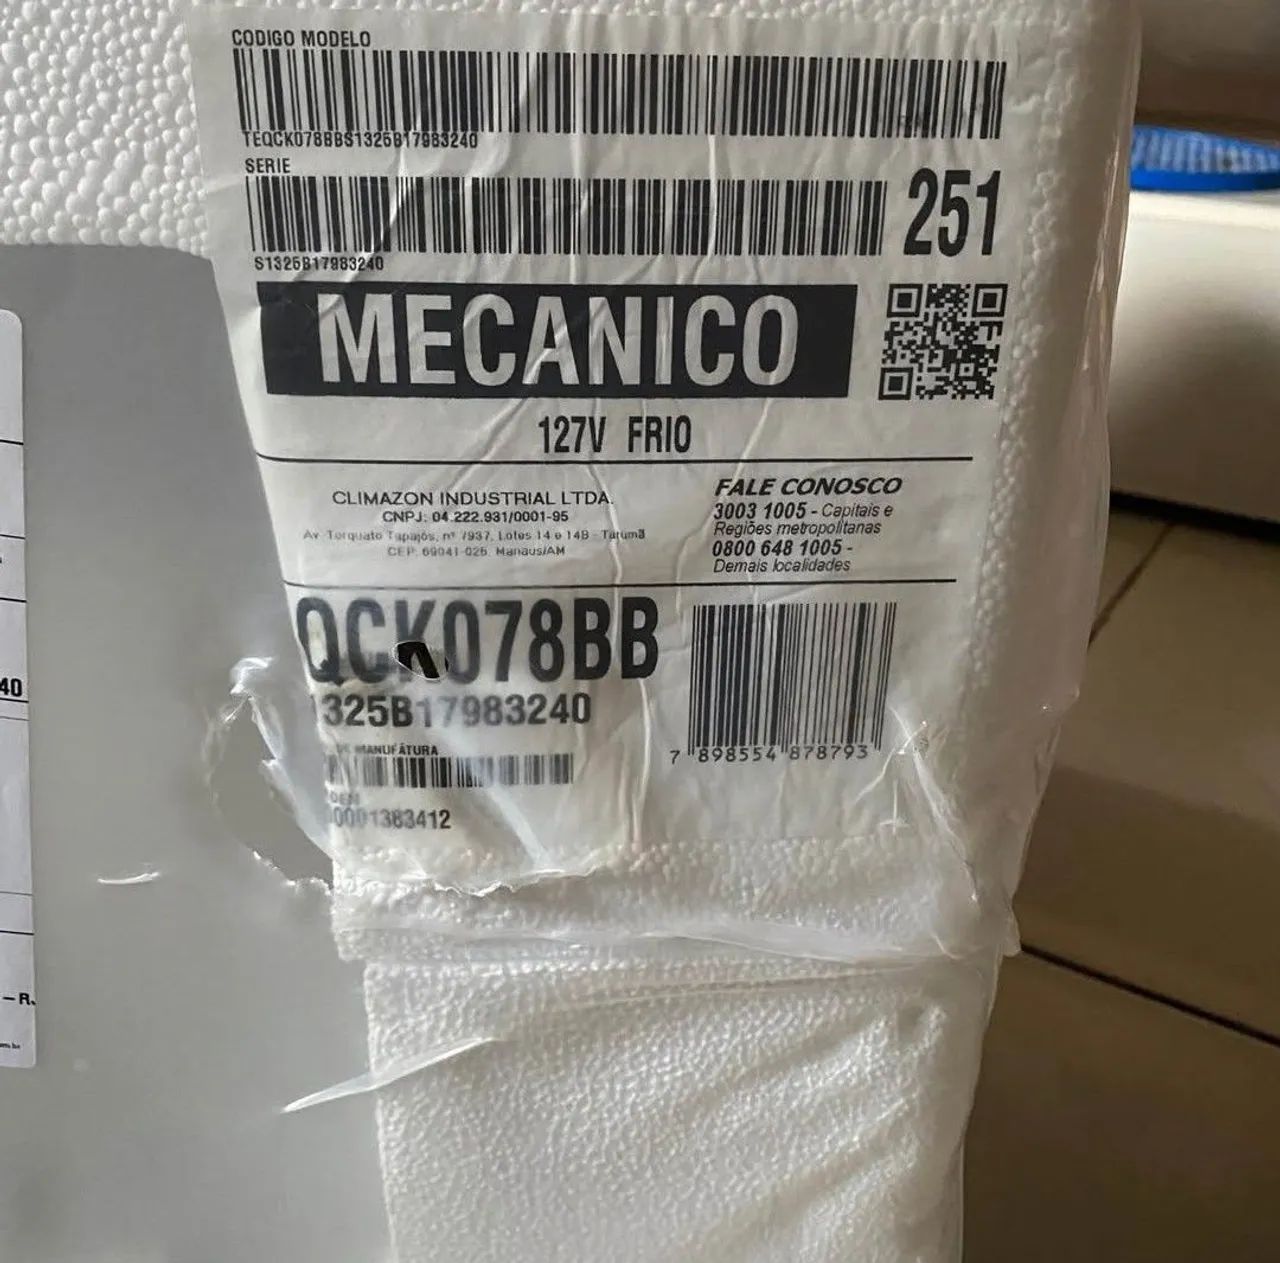 CODIGO MODELO
TEQCK078BBS1325B17983240
SERIE
S1325B17983240
251
MECANICO
127V FRIO
CLIMAZON INDUSTRIAL LTDA.
CNPJ: 04.222.931/0001-95
Av. Torquato Tapajós, nº 7937, Lotes 14 e 14B - Tarumã
CEP: 69041-025. Manaus/AM
FALE CONOSCO
3003 1005 - Capitais e
Regiões metropolitanas
0800 648 1005 -
Demais localidades
QCK078BB
1325B17983240
DE MANUFATURA
00001383412
7 898554 878793
40
– R.